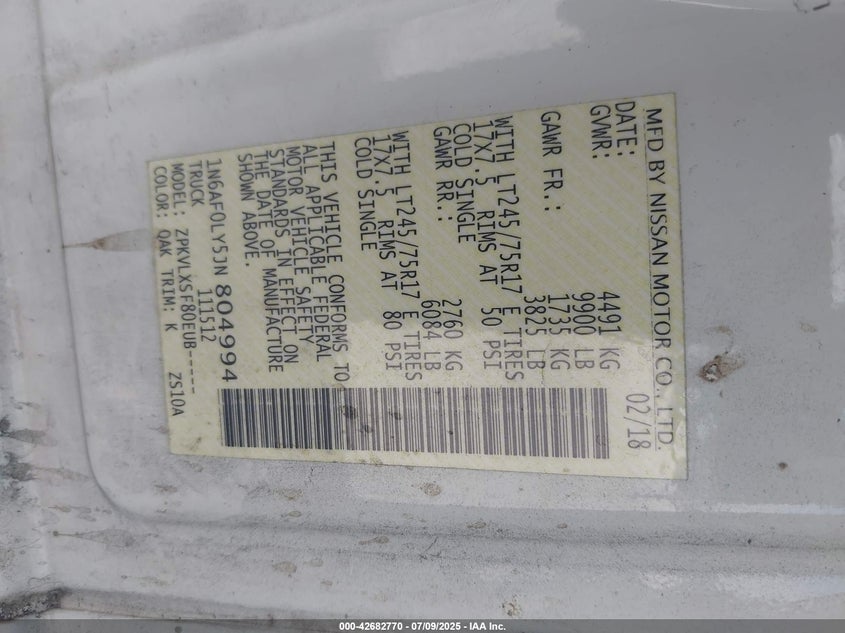 MFD BY NISSAN MOTOR CO., LTD.
DATE: 02/18
GVWR: 4491 KG
9900 LB
GAWR FR.: 1735 KG
3825 LB
WITH LT245/75R17 E TIRES
17X7.5 RIMS AT 50 PSI
COLD SINGLE
GAWR RR.: 2760 KG
6084 LB
WITH LT245/75R17 E TIRES
17X7.5 RIMS AT 80 PSI
COLD SINGLE
THIS VEHICLE CONFORMS TO
ALL APPLICABLE FEDERAL
MOTOR VEHICLE SAFETY
STANDARDS IN EFFECT ON
THE DATE OF MANUFACTURE
SHOWN ABOVE.
1N6AF0LY5JN804994
TRUCK 111512
MODEL: ZPKVLXSF80EUB-----
COLOR: QAK TRIM: K ZS10A
000-42682770 - 07/09/2025 - IAA Inc.